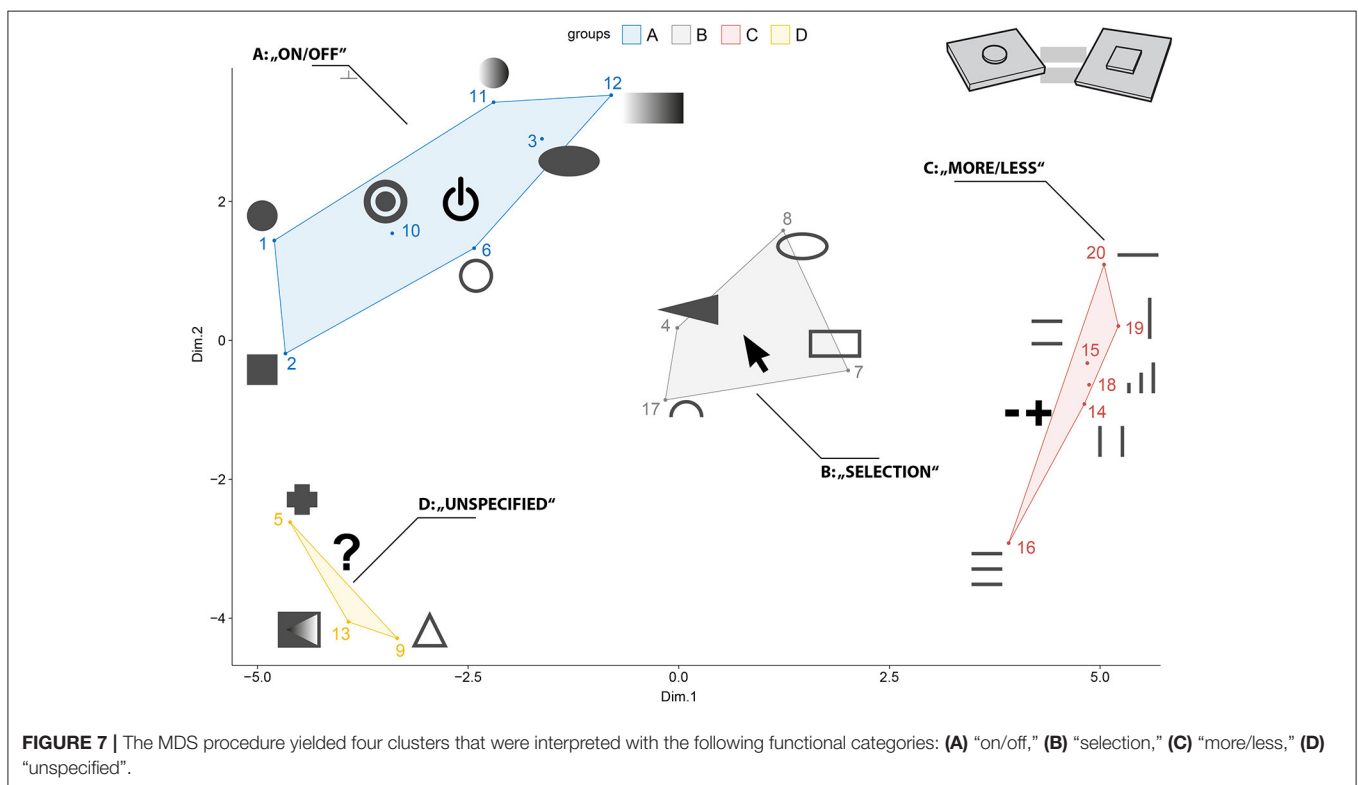 groups A B C D
A: „ON/OFF”
11
12
3
C: „MORE/LESS“
2
1
10
6
8
20
19
Dim.2
0
2
4
15
7
18
17
14
-+
B: „SELECTION“
−2
D: „UNSPECIFIED“
5
?
16
−4
13
9
−5.0 −2.5 0.0 2.5 5.0
Dim.1
FIGURE 7 | The MDS procedure yielded four clusters that were interpreted with the following functional categories: (A) “on/off,” (B) “selection,” (C) “more/less,” (D)
“unspecified”.